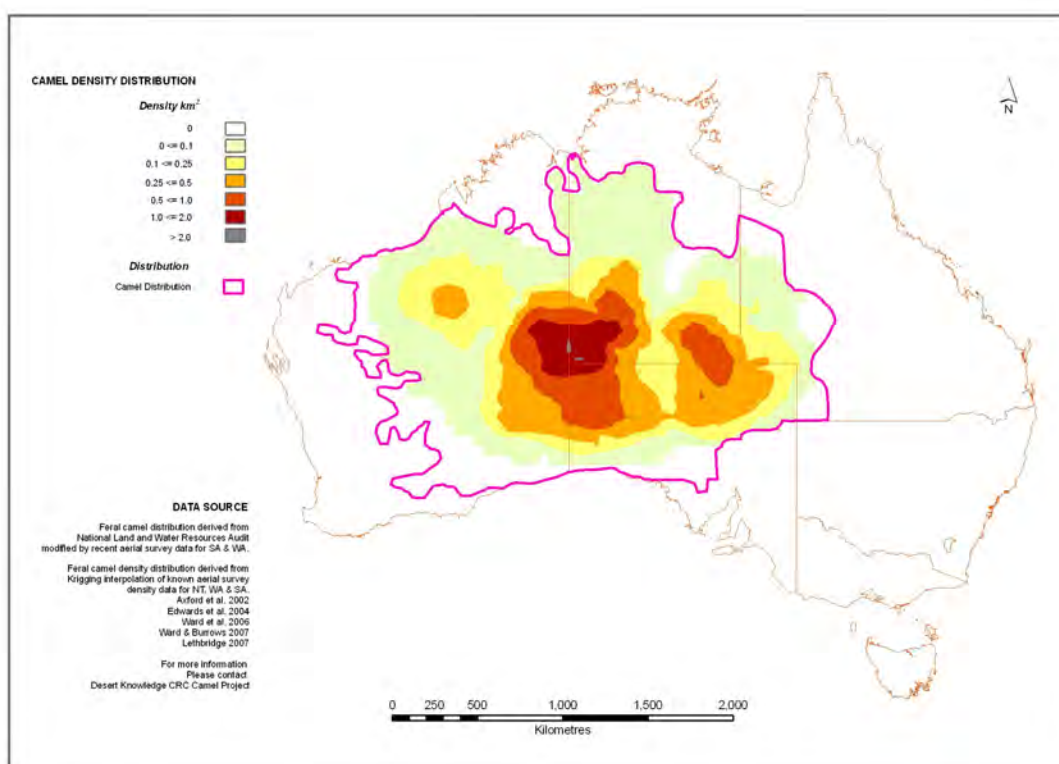 CAMEL DENSITY DISTRIBUTION
Density km²
0
0 <= 0.1
0.1 <= 0.25
0.25 <= 0.5
0.5 <= 1.0
1.0 <= 2.0
> 2.0
Distribution
Camel Distribution
N
DATA SOURCE
Feral camel distribution derived from
National Land and Water Resources Audit
modified by recent aerial survey data for SA & WA.
Feral camel density distribution derived from
Krigging interpolation of known aerial survey
density data for NT, WA & SA.
Axford et al. 2002
Edwards et al. 2004
Ward et al. 2006
Ward & Burrows 2007
Lethbridge 2007
For more information
Please contact
Desert Knowledge CRC Camel Project
0 250 500 1,000 1,500 2,000
Kilometres